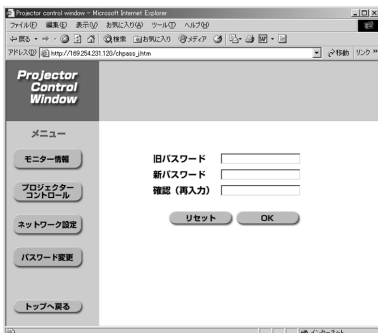 Projector control window - Microsoft Internet Explorer
ファイル(F) 編集(E) 表示(V) お気に入り(A) ツール(T) ヘルプ(H)
戻る 検索 お気に入り メディア
アドレス(D) http://169.254.231.120/chpass_j.htm 移動 リンク »
Projector
Control
Window
メニュー
モニター情報
プロジェクター
コントロール
ネットワーク設定
パスワード変更
トップへ戻る
旧パスワード
新パスワード
確認（再入力）
リセット OK
インターネット